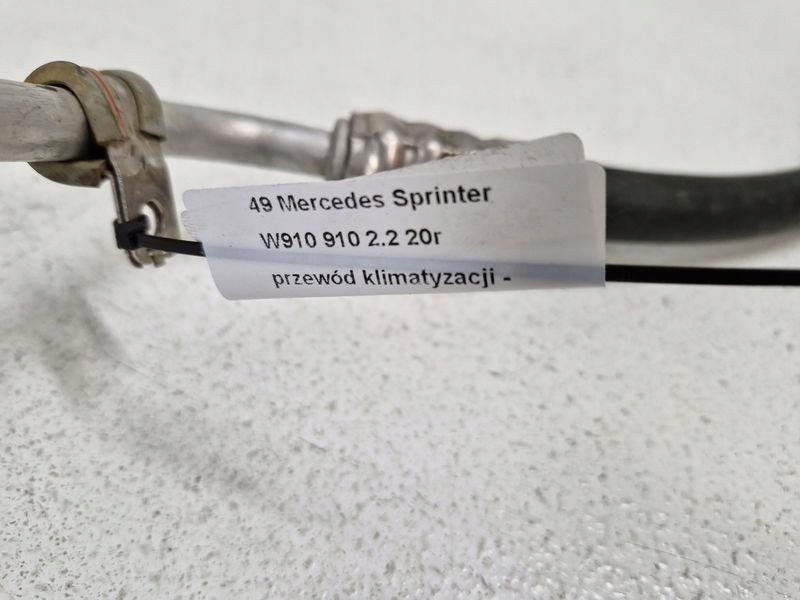 49 Mercedes Sprinter
W910 910 2.2 20r
przewód klimatyzacji -